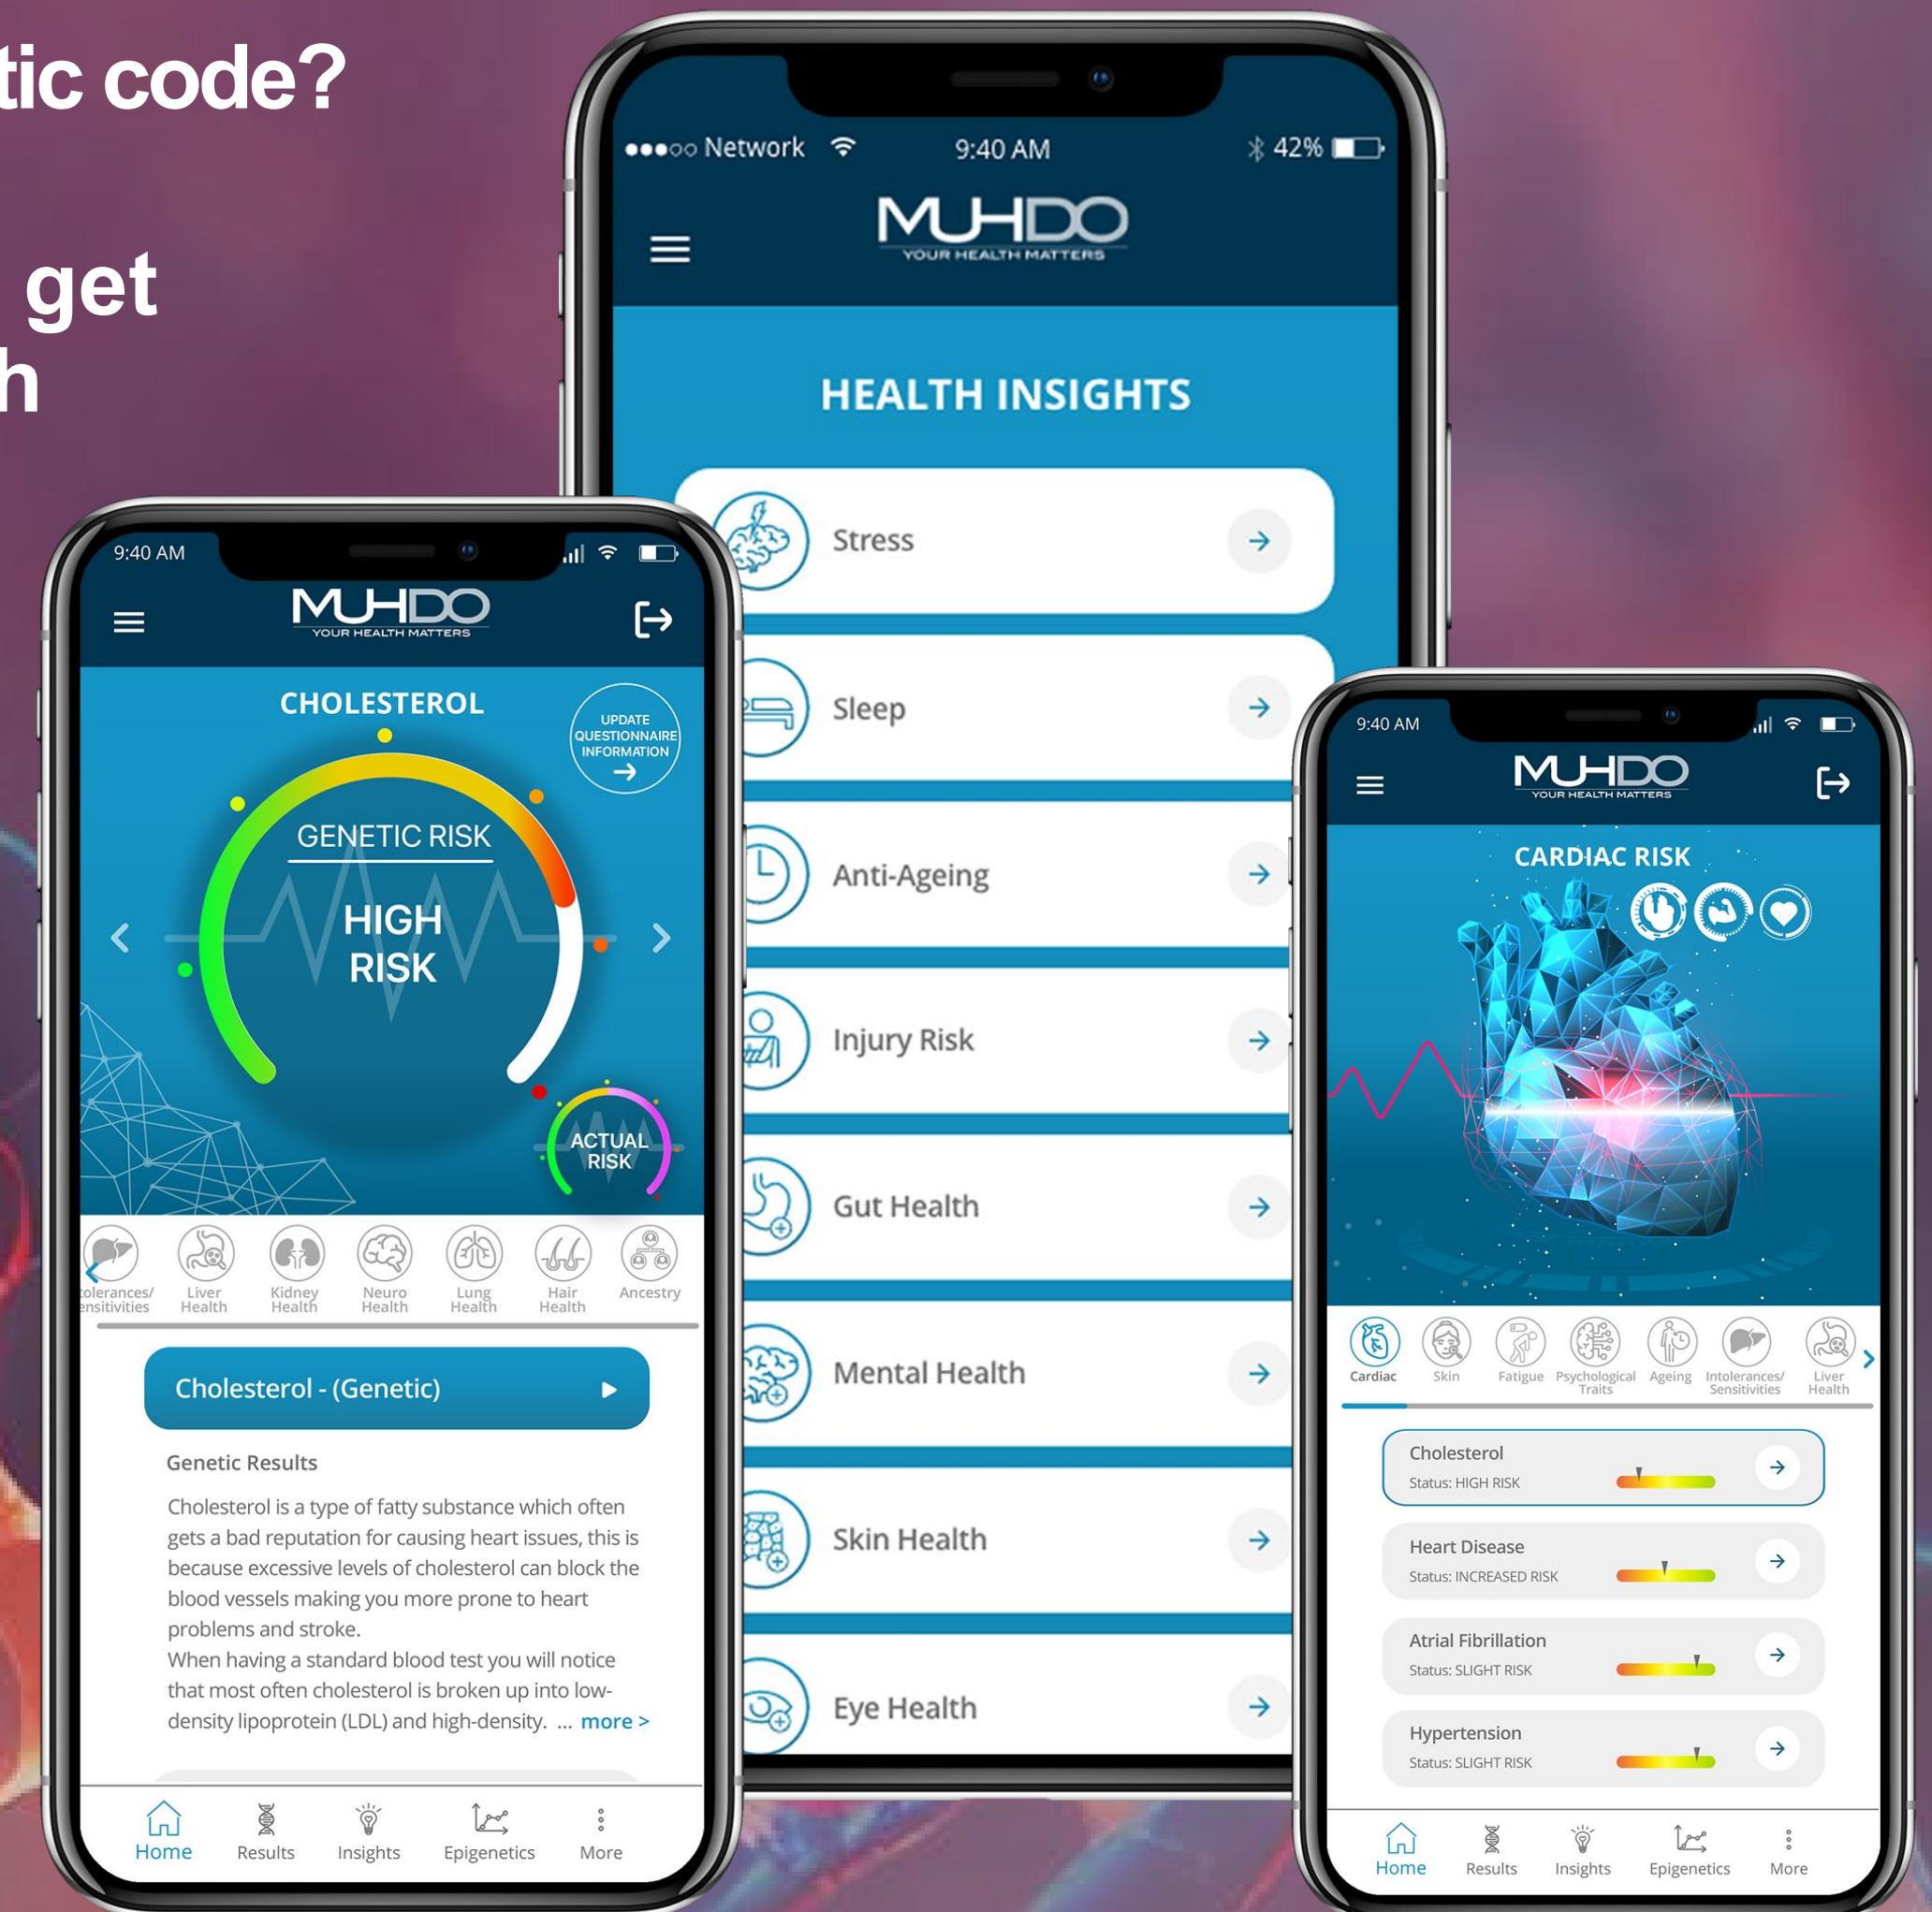 tic code?
get
h
●●●○○ Network 9:40 AM 42%
MUHDO
YOUR HEALTH MATTERS
HEALTH INSIGHTS
Stress
Sleep
Anti-Ageing
Injury Risk
Gut Health
Mental Health
Skin Health
Eye Health
9:40 AM
MUHDO
YOUR HEALTH MATTERS
CHOLESTEROL
UPDATE
QUESTIONNAIRE
INFORMATION
GENETIC RISK
HIGH
RISK
ACTUAL
RISK
olerances/
ensitivities
Liver
Health
Kidney
Health
Neuro
Health
Lung
Health
Hair
Health
Ancestry
Cholesterol - (Genetic)
Genetic Results
Cholesterol is a type of fatty substance which often
gets a bad reputation for causing heart issues, this is
because excessive levels of cholesterol can block the
blood vessels making you more prone to heart
problems and stroke.
When having a standard blood test you will notice
that most often cholesterol is broken up into low-
density lipoprotein (LDL) and high-density. ... more >
Home Results Insights Epigenetics More
9:40 AM
MUHDO
YOUR HEALTH MATTERS
CARDIAC RISK
Cardiac
Skin
Fatigue
Psychological
Traits
Ageing
Intolerances/
Sensitivities
Liver
Health
Cholesterol
Status: HIGH RISK
Heart Disease
Status: INCREASED RISK
Atrial Fibrillation
Status: SLIGHT RISK
Hypertension
Status: SLIGHT RISK
Home Results Insights Epigenetics More